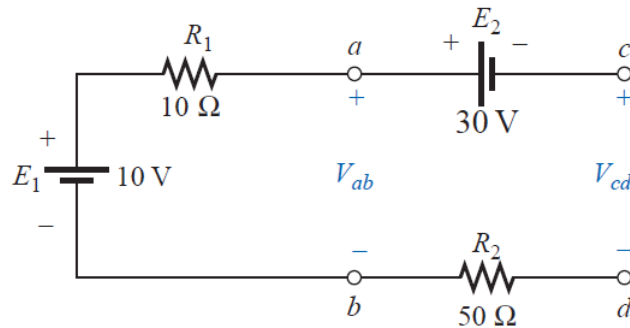 E2
R1 a + − c
+ +
10 Ω 30 V
+
E1 10 V Vab Vcd
−
− R2 −
b 50 Ω d